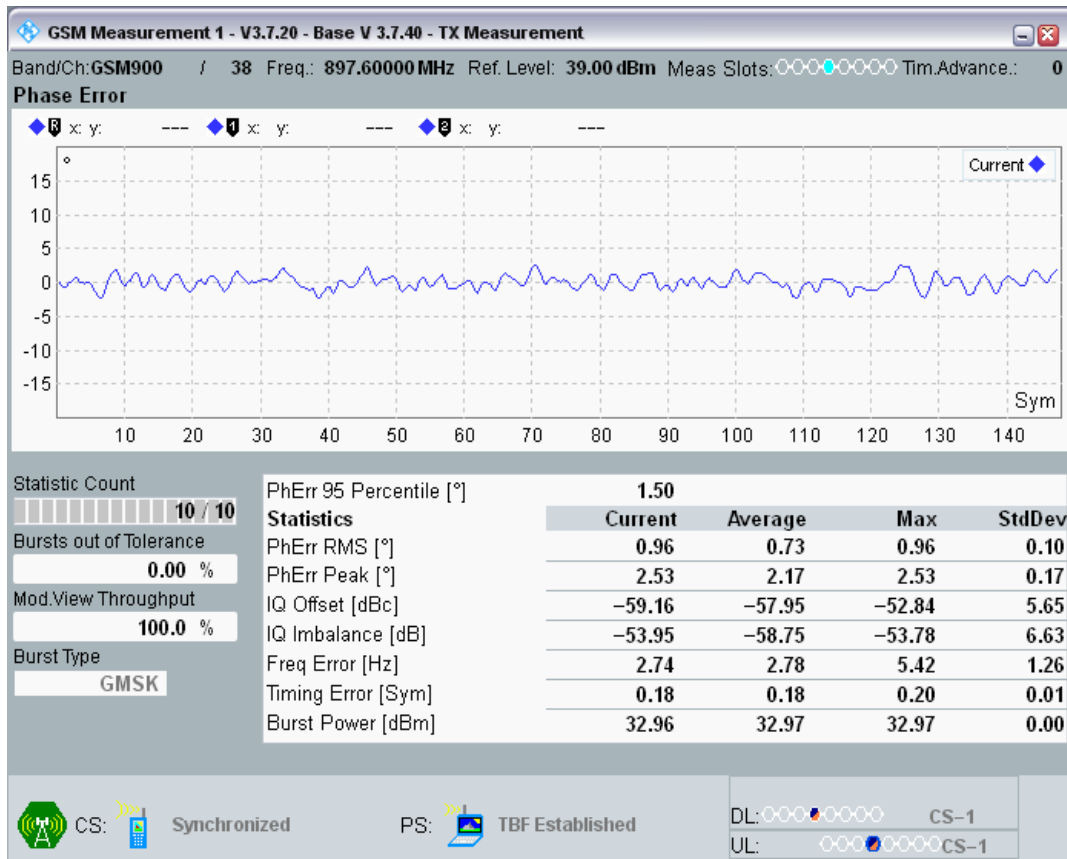 GSM Measurement 1 - V3.7.20 - Base V 3.7.40 - TX Measurement
Band/Ch:GSM900 / 38 Freq.: 897.60000 MHz Ref. Level: 39.00 dBm Meas Slots: Tim.Advance.: 0
Phase Error
R x: y: --- 1 x: y: --- 2 x: y: ---
°
Current
15
10
5
0
-5
-10
-15
Sym
10 20 30 40 50 60 70 80 90 100 110 120 130 140
Statistic Count
10 / 10
Bursts out of Tolerance
0.00 %
Mod.View Throughput
100.0 %
Burst Type
GMSK
PhErr 95 Percentile [°] 1.50
Statistics Current Average Max StdDev
PhErr RMS [°] 0.96 0.73 0.96 0.10
PhErr Peak [°] 2.53 2.17 2.53 0.17
IQ Offset [dBc] −59.16 −57.95 −52.84 5.65
IQ Imbalance [dB] −53.95 −58.75 −53.78 6.63
Freq Error [Hz] 2.74 2.78 5.42 1.26
Timing Error [Sym] 0.18 0.18 0.20 0.01
Burst Power [dBm] 32.96 32.97 32.97 0.00
CS: Synchronized PS: TBF Established
DL: CS−1
UL: CS−1